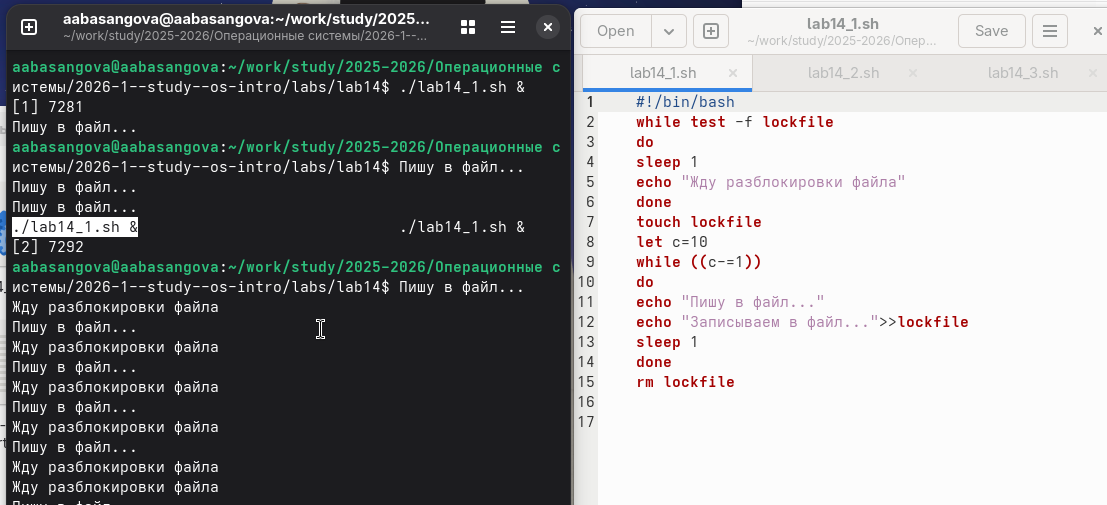 aabasangova@aabasangova:~/work/study/2025...
~/work/study/2025-2026/Операционные системы/2026-1--...
aabasangova@aabasangova:~/work/study/2025-2026/Операционные с
истемы/2026-1--study--os-intro/labs/lab14$ ./lab14_1.sh &
[1] 7281
Пишу в файл...
aabasangova@aabasangova:~/work/study/2025-2026/Операционные с
истемы/2026-1--study--os-intro/labs/lab14$ Пишу в файл...
Пишу в файл...
Пишу в файл...
./lab14_1.sh & ./lab14_1.sh &
[2] 7292
aabasangova@aabasangova:~/work/study/2025-2026/Операционные с
истемы/2026-1--study--os-intro/labs/lab14$ Пишу в файл...
Жду разблокировки файла
Пишу в файл...
Жду разблокировки файла
Пишу в файл...
Жду разблокировки файла
Пишу в файл...
Жду разблокировки файла
Пишу в файл...
Жду разблокировки файла
Жду разблокировки файла
Open
lab14_1.sh
~/work/study/2025-2026/Опер...
Save
lab14_1.sh
lab14_2.sh
lab14_3.sh
1 #!/bin/bash
2 while test -f lockfile
3 do
4 sleep 1
5 echo "Жду разблокировки файла"
6 done
7 touch lockfile
8 let c=10
9 while ((c-=1))
10 do
11 echo "Пишу в файл..."
12 echo "Записываем в файл...">>lockfile
13 sleep 1
14 done
15 rm lockfile
16
17